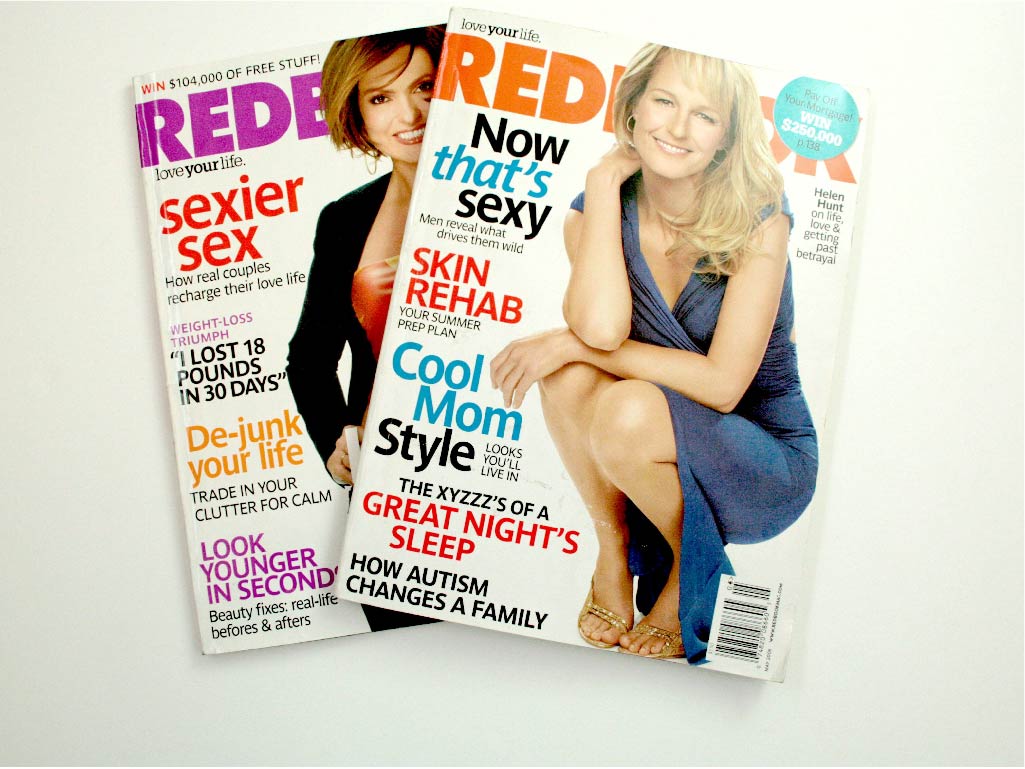 WIN $104,000 OF FREE STUFF!
REDB
love your life.
sexier
sex
How real couples
recharge their love life
WEIGHT-LOSS
TRIUMPH
"I LOST 18
POUNDS
IN 30 DAYS"
De-junk
your life
TRADE IN YOUR
CLUTTER FOR CALM
LOOK
YOUNGER
IN SECOND
Beauty fixes: real-life
befores & afters
love your life.
REDBOOK
Pay Off
Your Mortgage!
WIN
$250,000
p.138
Now
that's
sexy
Men reveal what
drives them wild
Helen
Hunt
on life,
love &
getting
past
betrayal
SKIN
REHAB
YOUR SUMMER
PREP PLAN
Cool
Mom
Style
LOOKS
YOU'LL
LIVE IN
THE XYZZZ'S OF A
GREAT NIGHT'S
SLEEP
HOW AUTISM
CHANGES A FAMILY
WWW.REDBOOKMAG.COM